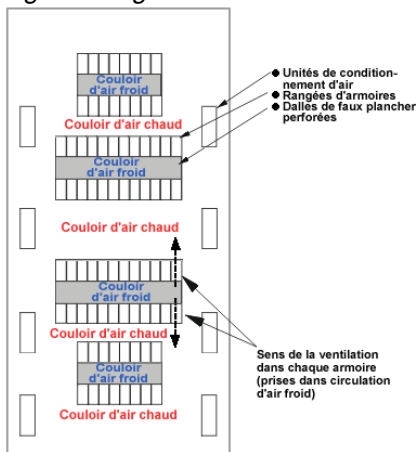 Couloir
d'air froid
Couloir d'air chaud
Couloir
d'air froid
Couloir d'air chaud
Couloir
d'air froid
Couloir d'air chaud
Couloir
d'air froid
Couloir d'air chaud
● Unités de condition-
nement d'air
● Rangées d'armoires
● Dalles de faux plancher
perforées
Sens de la ventilation
dans chaque armoire
(prises dans circulation
d'air froid)